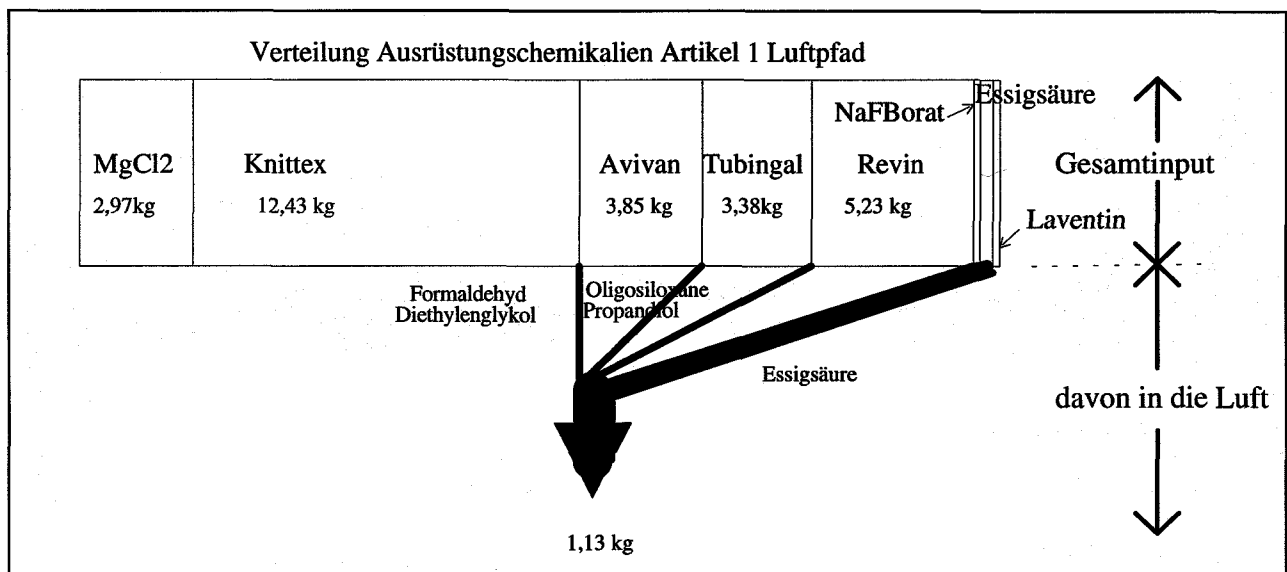 Verteilung Ausrüstungschemikalien Artikel 1 Luftpfad
Essigsäure
NaFBorat
MgCl2 Knittex Avivan Tubingal Revin Gesamtinput
2,97kg 12,43 kg 3,85 kg 3,38kg 5,23 kg
Laventin
Formaldehyd Oligosiloxane
Diethylenglykol Propandiol
Essigsäure
davon in die Luft
1,13 kg